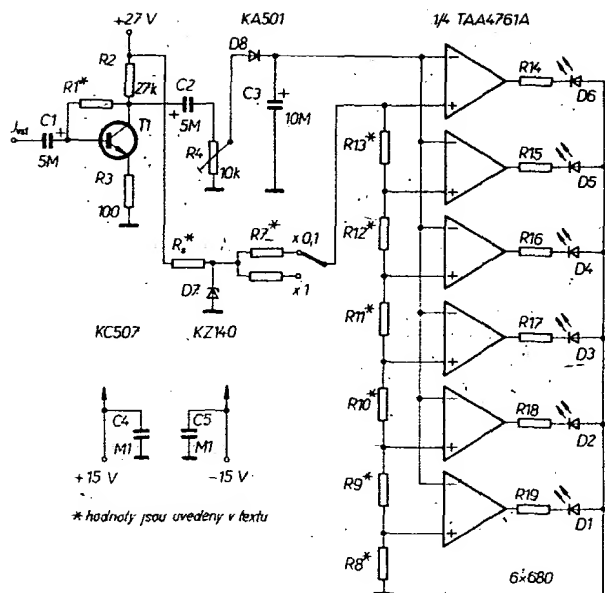 +27 V
KA501
1/4 TAA4761A
R2
27k
D8
R1*
C1
5M
T1
C2
5M
C3
10M
R4
10k
R3
100
R14
D6
R13*
R15
D5
R12*
R16
D4
Rs*
R7*
x 0,1
x 1
D7
R11*
R17
D3
KC507
KZ140
R10*
R18
D2
C4
M1
C5
M1
+15 V
-15 V
R9*
R19
D1
* hodnoty jsou uvedeny v textu
R8*
6×680